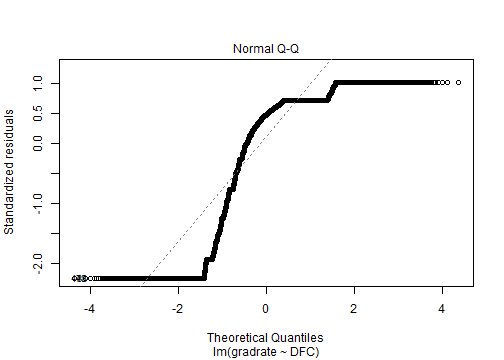 Normal Q-Q
Standardized residuals
1.0
0.5
0.0
-1.0
-2.0
-4
-2
0
2
4
Theoretical Quantiles
lm(gradrate ~ DFC)